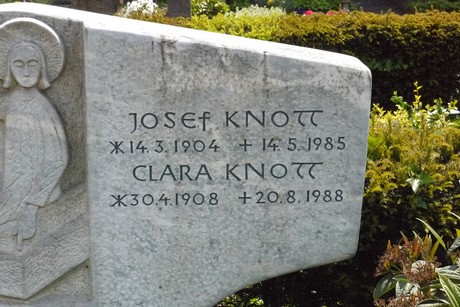 JOSEF KNOTT
*14.3.1904 +14.5.1985
CLARA KNOTT
*30.4.1908 +20.8.1988